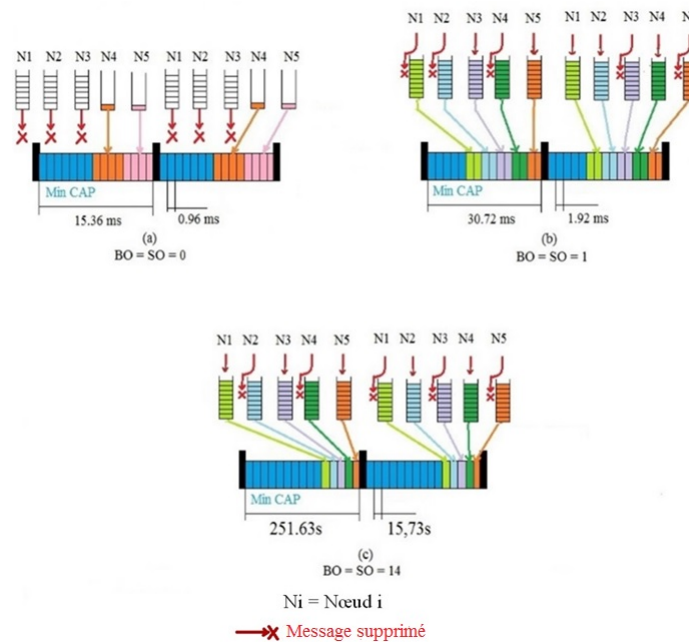 N1 N2 N3 N4 N5 N1 N2 N3 N4 N5
Min CAP
15.36 ms
0.96 ms
(a)
BO = SO = 0
N1 N2 N3 N4 N5 N1 N2 N3 N4
Min CAP
30.72 ms
1.92 ms
(b)
BO = SO = 1
N1 N2 N3 N4 N5 N1 N2 N3 N4 N5
Min CAP
251.63s
15,73s
(c)
BO = SO = 14
Ni = Nœud i
Message supprimé